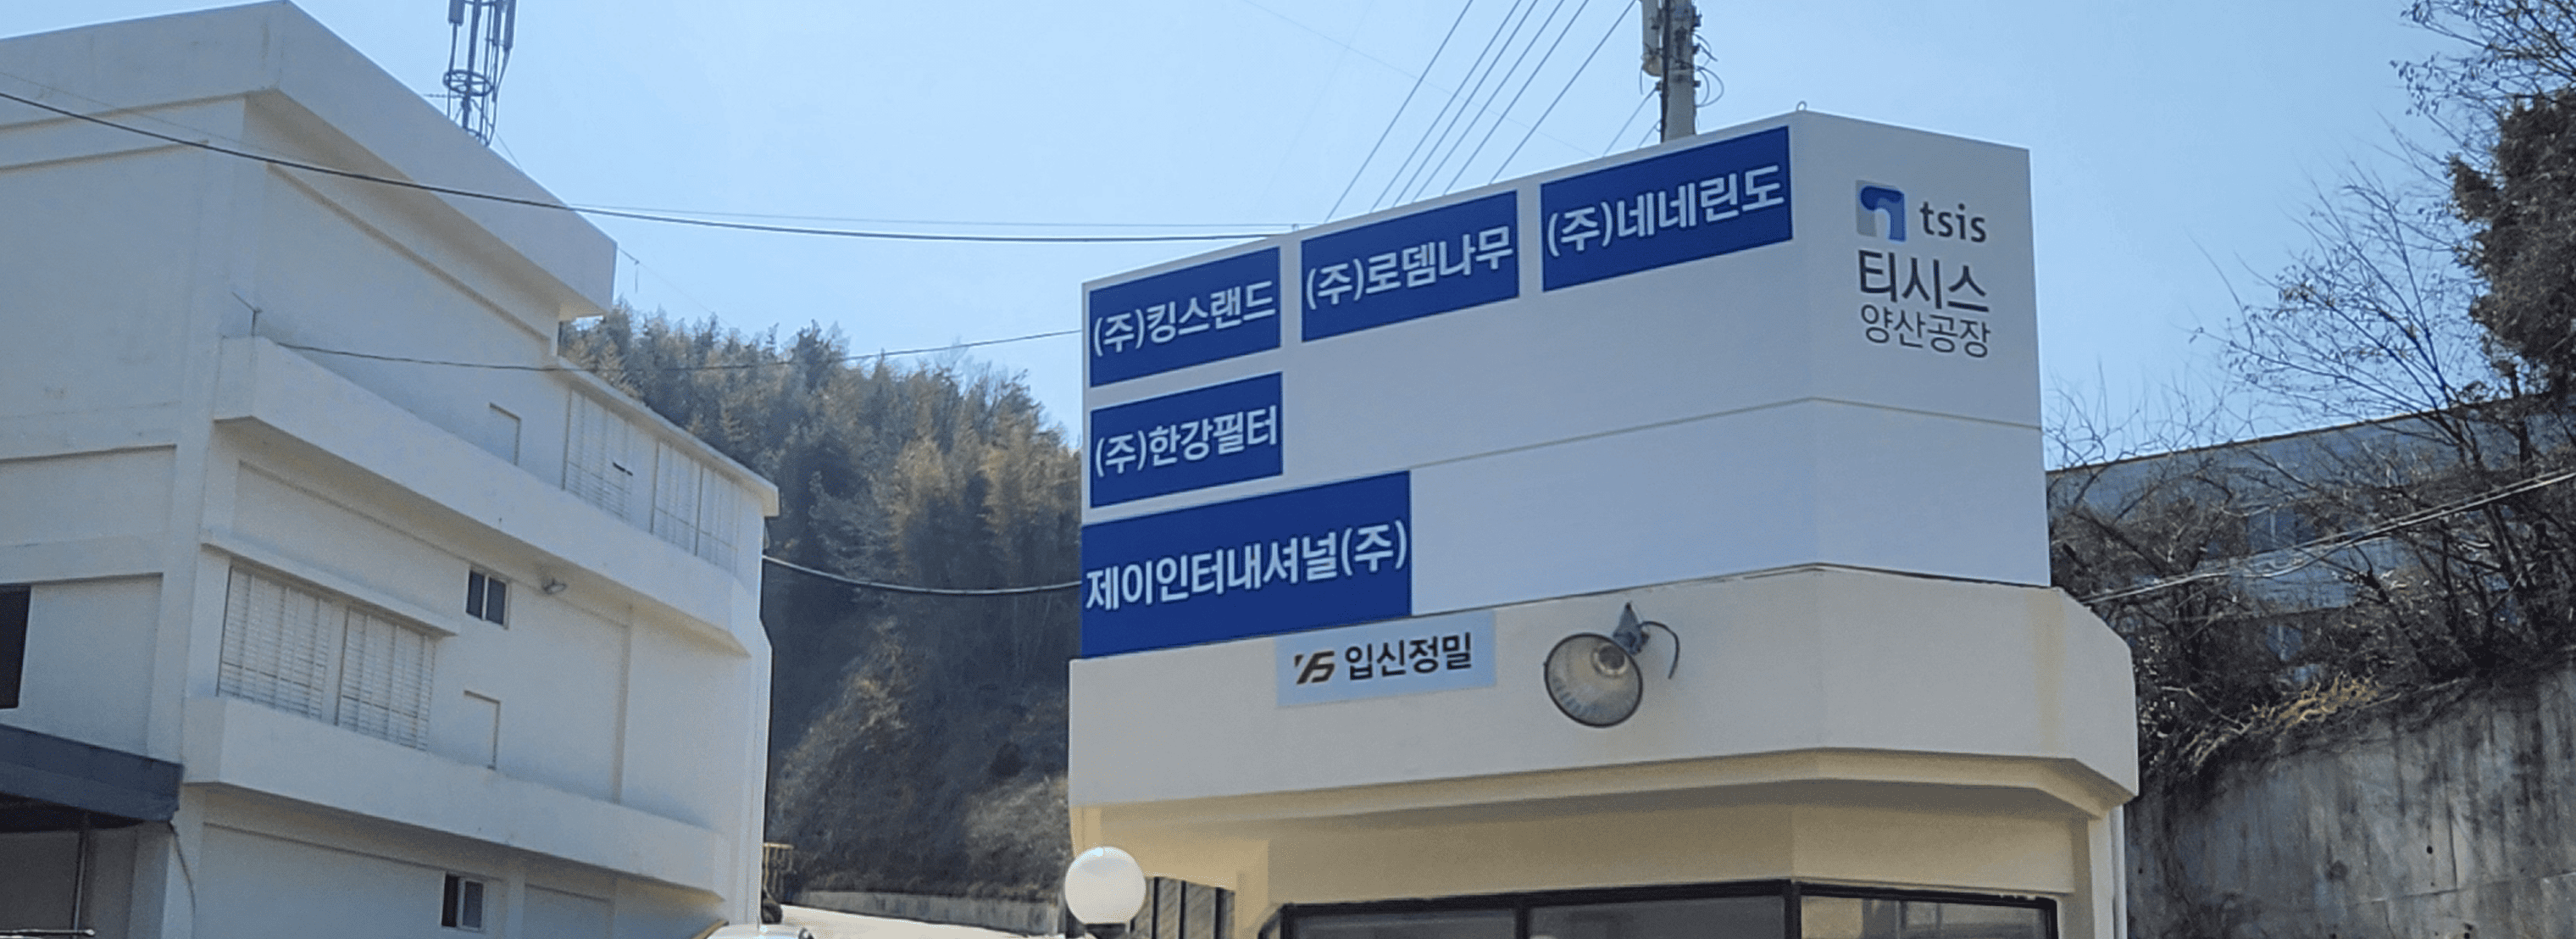 (주)킹스랜드
(주)로뎀나무
(주)네네린도
(주)한강필터
제이인터내셔널(주)
입신정밀
tsis
티시스
양산공장